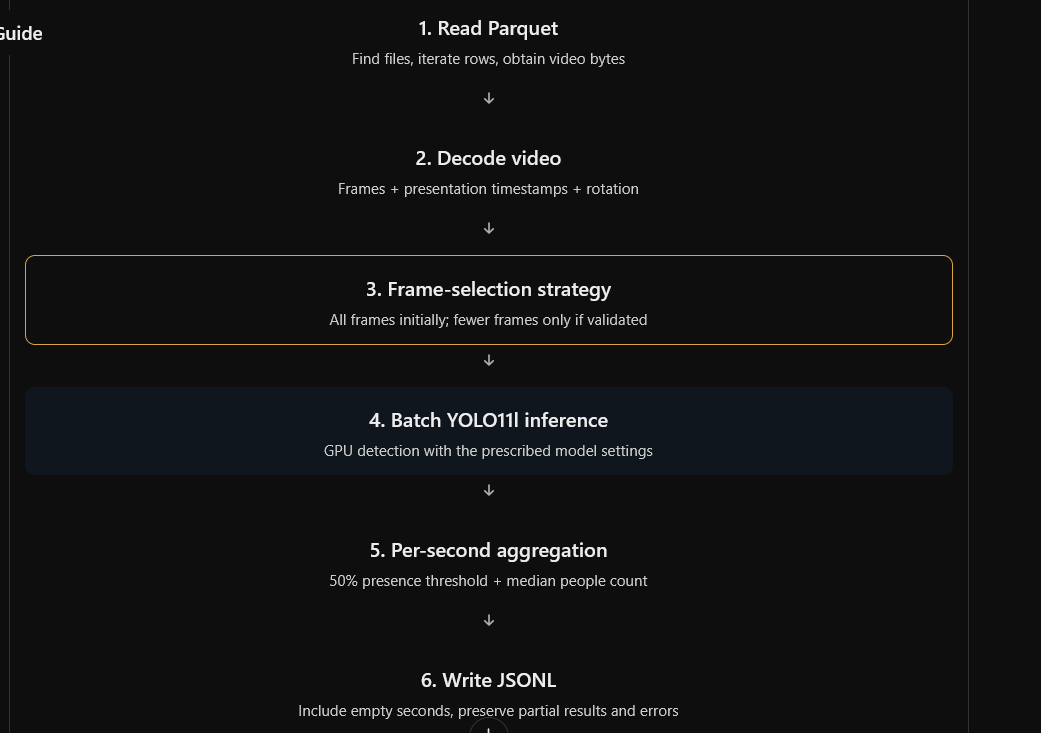 Guide
1. Read Parquet
Find files, iterate rows, obtain video bytes
↓
2. Decode video
Frames + presentation timestamps + rotation
↓
3. Frame-selection strategy
All frames initially; fewer frames only if validated
↓
4. Batch YOLO11l inference
GPU detection with the prescribed model settings
↓
5. Per-second aggregation
50% presence threshold + median people count
↓
6. Write JSONL
Include empty seconds, preserve partial results and errors